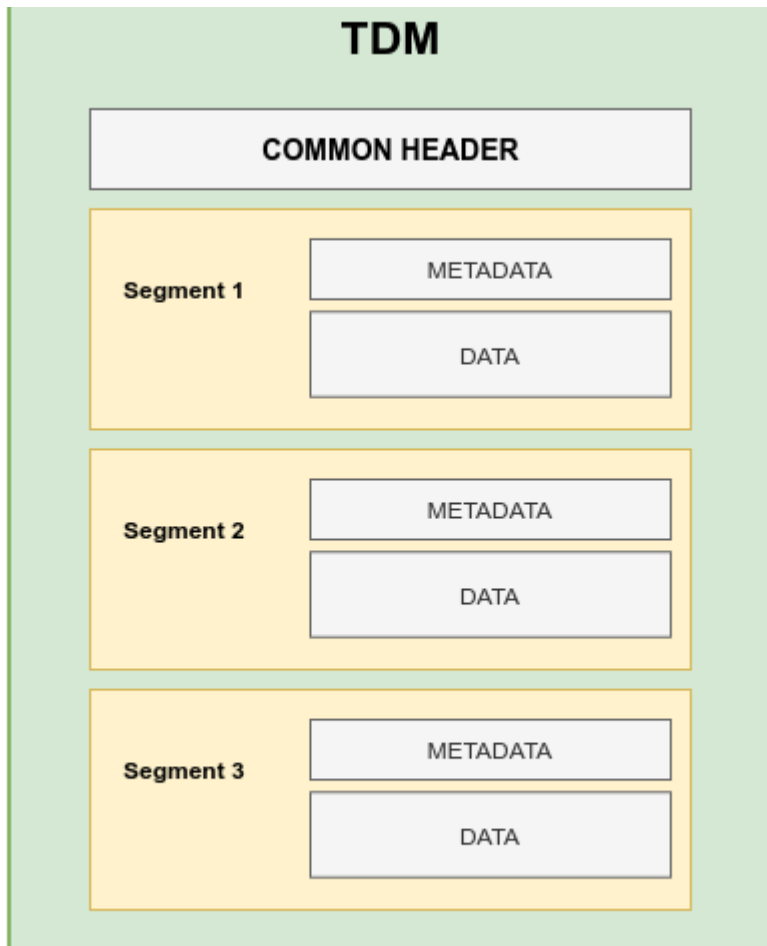 TDM
COMMON HEADER
Segment 1
METADATA
DATA
Segment 2
METADATA
DATA
Segment 3
METADATA
DATA